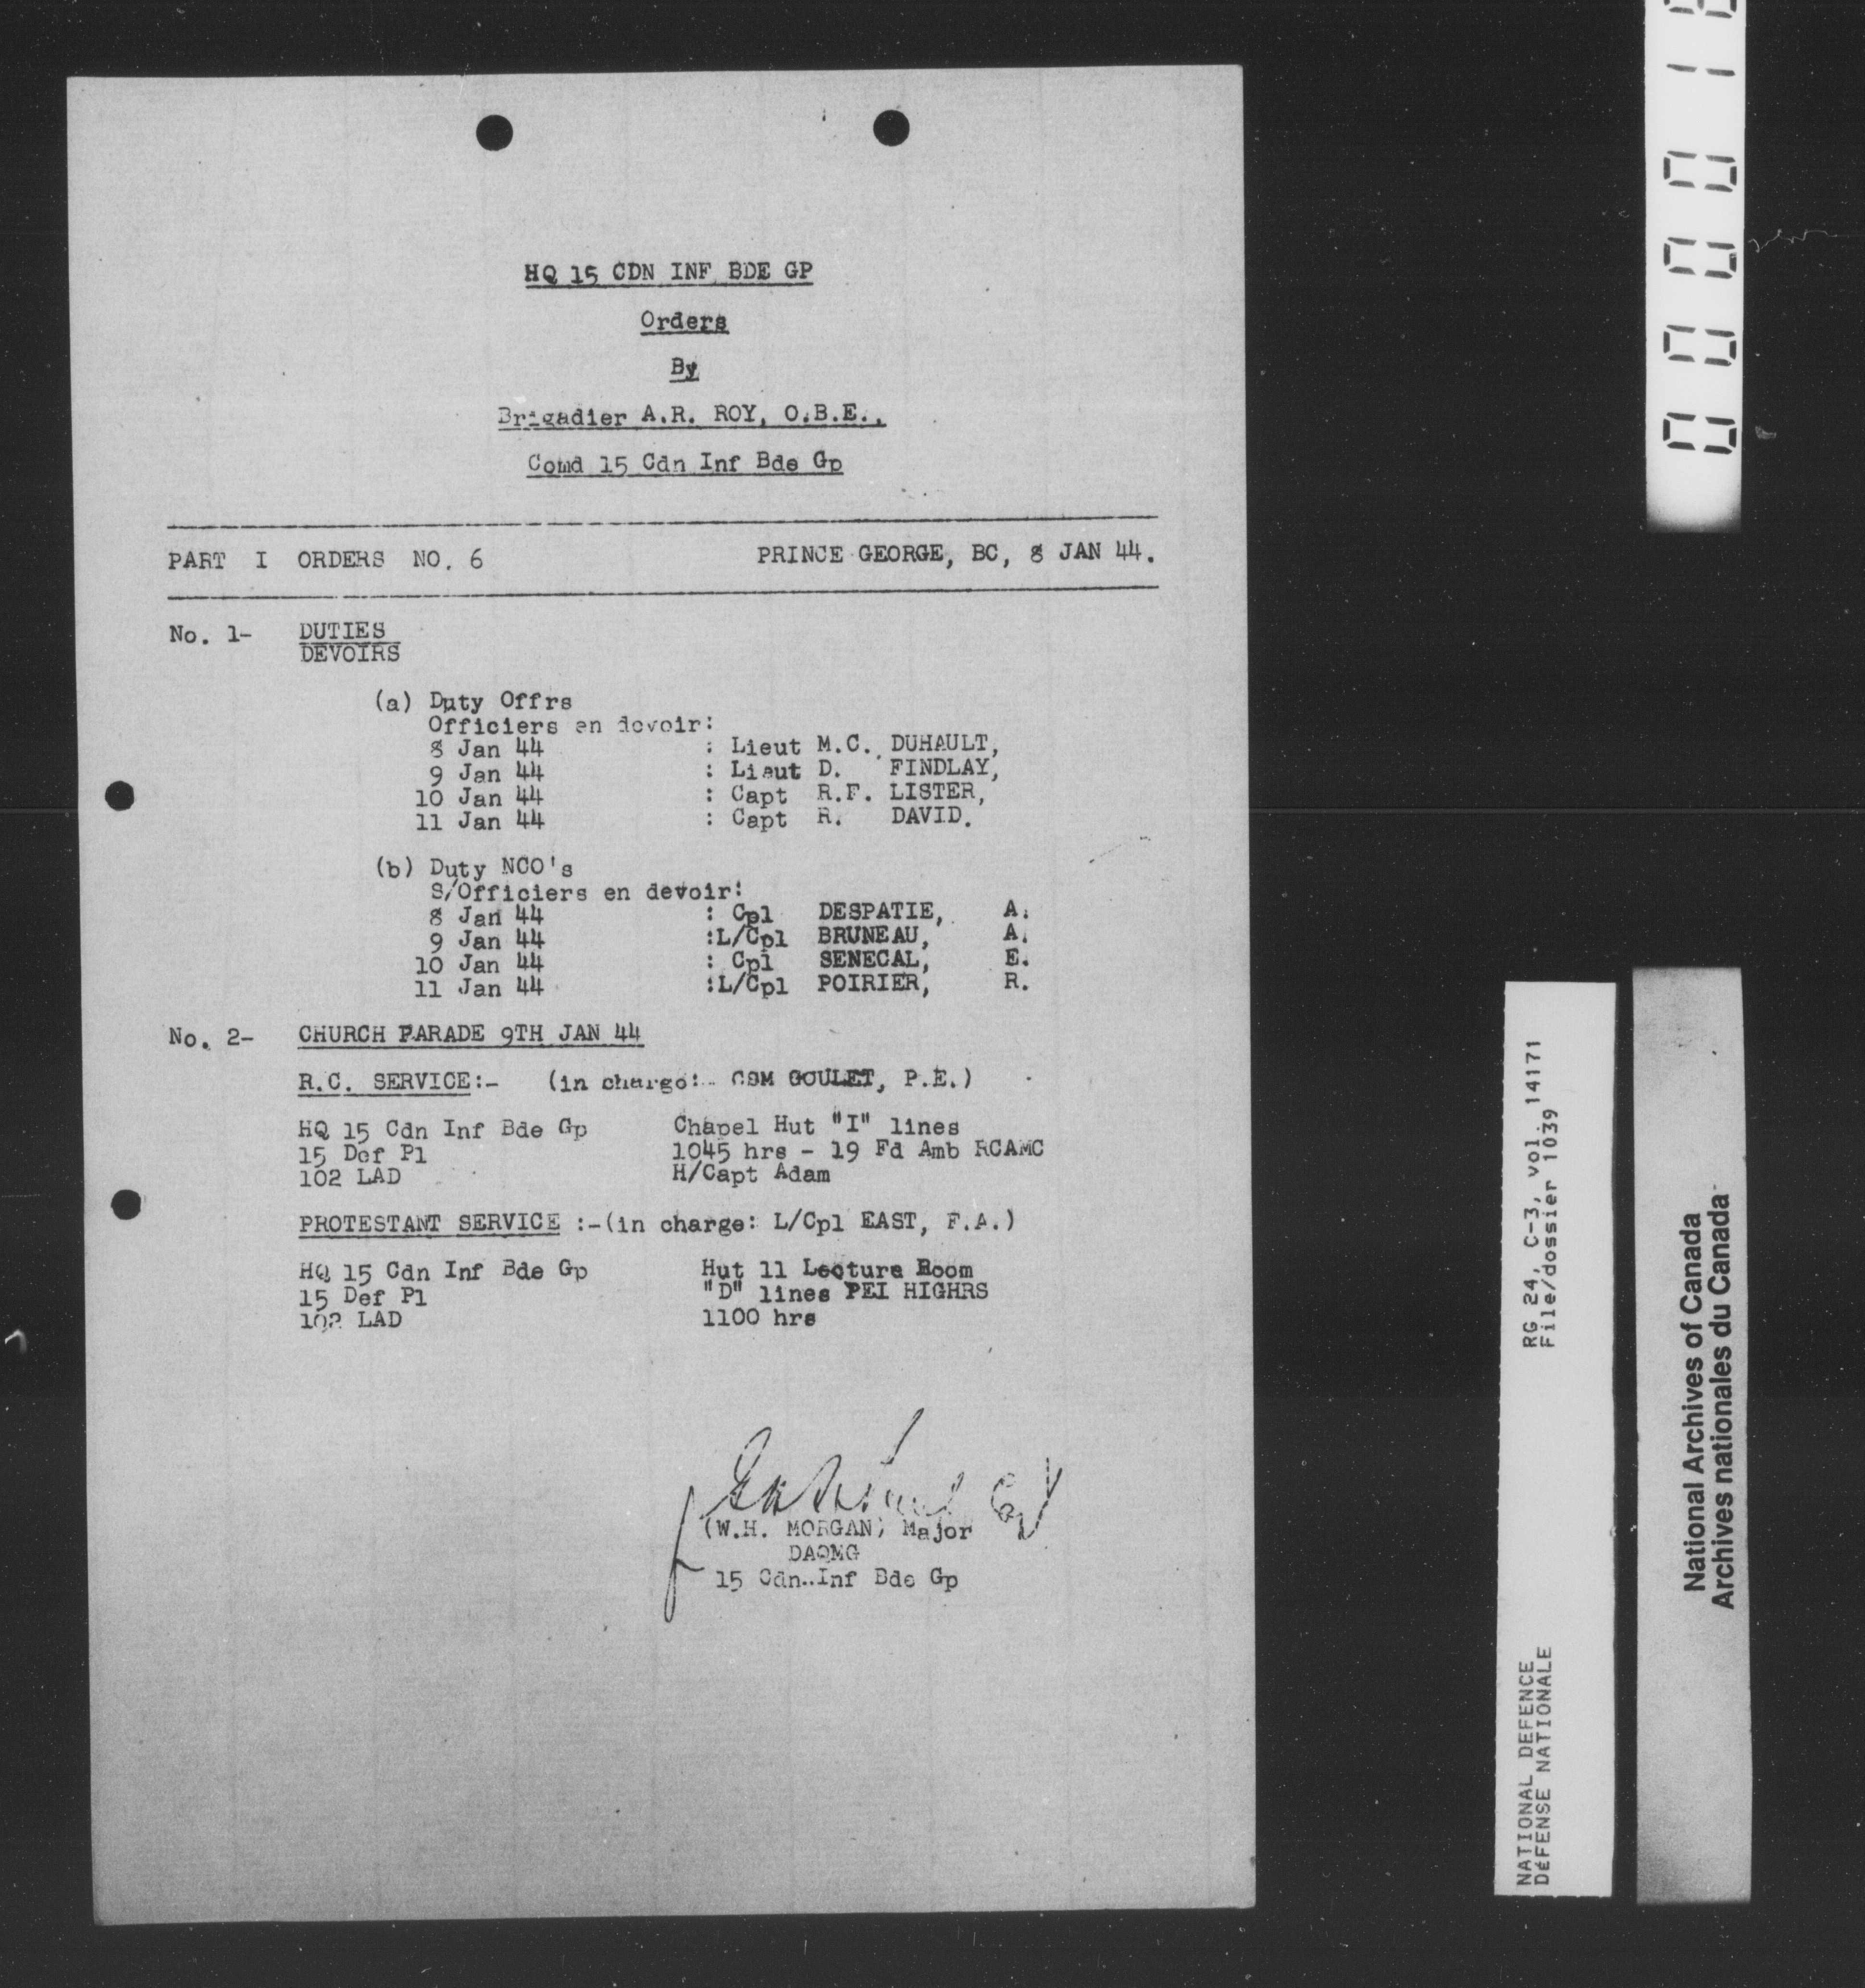 HQ 15 CDN INF BDE GP
Orders
By
Brigadier A.R. ROY, O.B.E.,
Comd 15 Cdn Inf Bde Gp
PART I ORDERS NO. 6 PRINCE GEORGE, BC, 8 JAN 44.
No. 1- DUTIES
DEVOIRS
(a) Duty Offrs
Officiers en devoir:
8 Jan 44 : Lieut M.C. DUHAULT,
9 Jan 44 : Lieut D. FINDLAY,
10 Jan 44 : Capt R.F. LISTER,
11 Jan 44 : Capt R. DAVID.
(b) Duty NCO's
S/Officiers en devoir:
8 Jan 44 : Cpl DESPATIE, A.
9 Jan 44 :L/Cpl BRUNEAU, A.
10 Jan 44 : Cpl SENECAL, E.
11 Jan 44 :L/Cpl POIRIER, R.
No. 2- CHURCH PARADE 9TH JAN 44
R.C. SERVICE:- (in charge: CSM GOULET, P.E.)
HQ 15 Cdn Inf Bde Gp Chapel Hut "I" lines
15 Def Pl 1045 hrs - 19 Fd Amb RCAMC
102 LAD H/Capt Adam
PROTESTANT SERVICE :-(in charge: L/Cpl EAST, F.A.)
HQ 15 Cdn Inf Bde Gp Hut 11 Lecture Room
15 Def Pl "D" lines PEI HIGHRS
102 LAD 1100 hrs
(W.H. MORGAN) Major
DAQMG
15 Cdn Inf Bde Gp
RG 24, C-3, vol. 14171
File/dossier 1039
NATIONAL DEFENCE
DÉFENSE NATIONALE
National Archives of Canada
Archives nationales du Canada